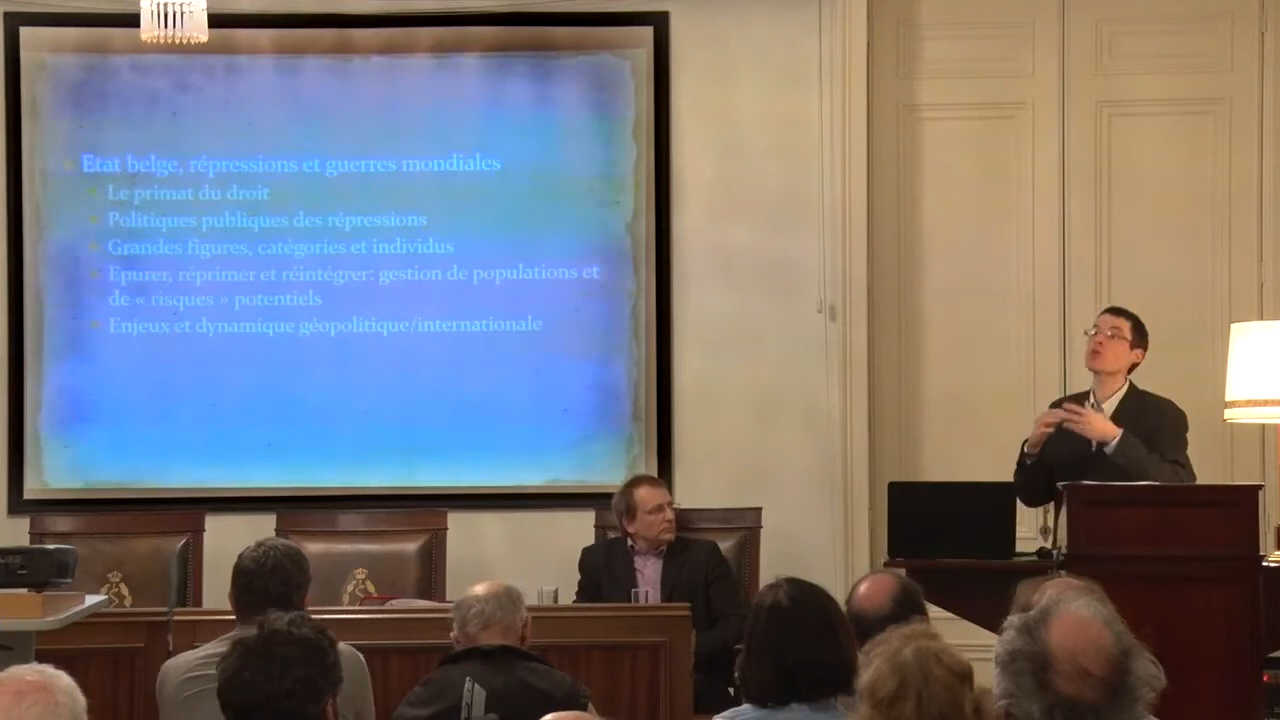 Etat belge, répressions et guerres mondiales
Le primat du droit
Politiques publiques des répressions
Grandes figures, catégories et individus
Epurer, réprimer et réintégrer: gestion de populations et
de « risques » potentiels
Enjeux et dynamique géopolitique/internationale